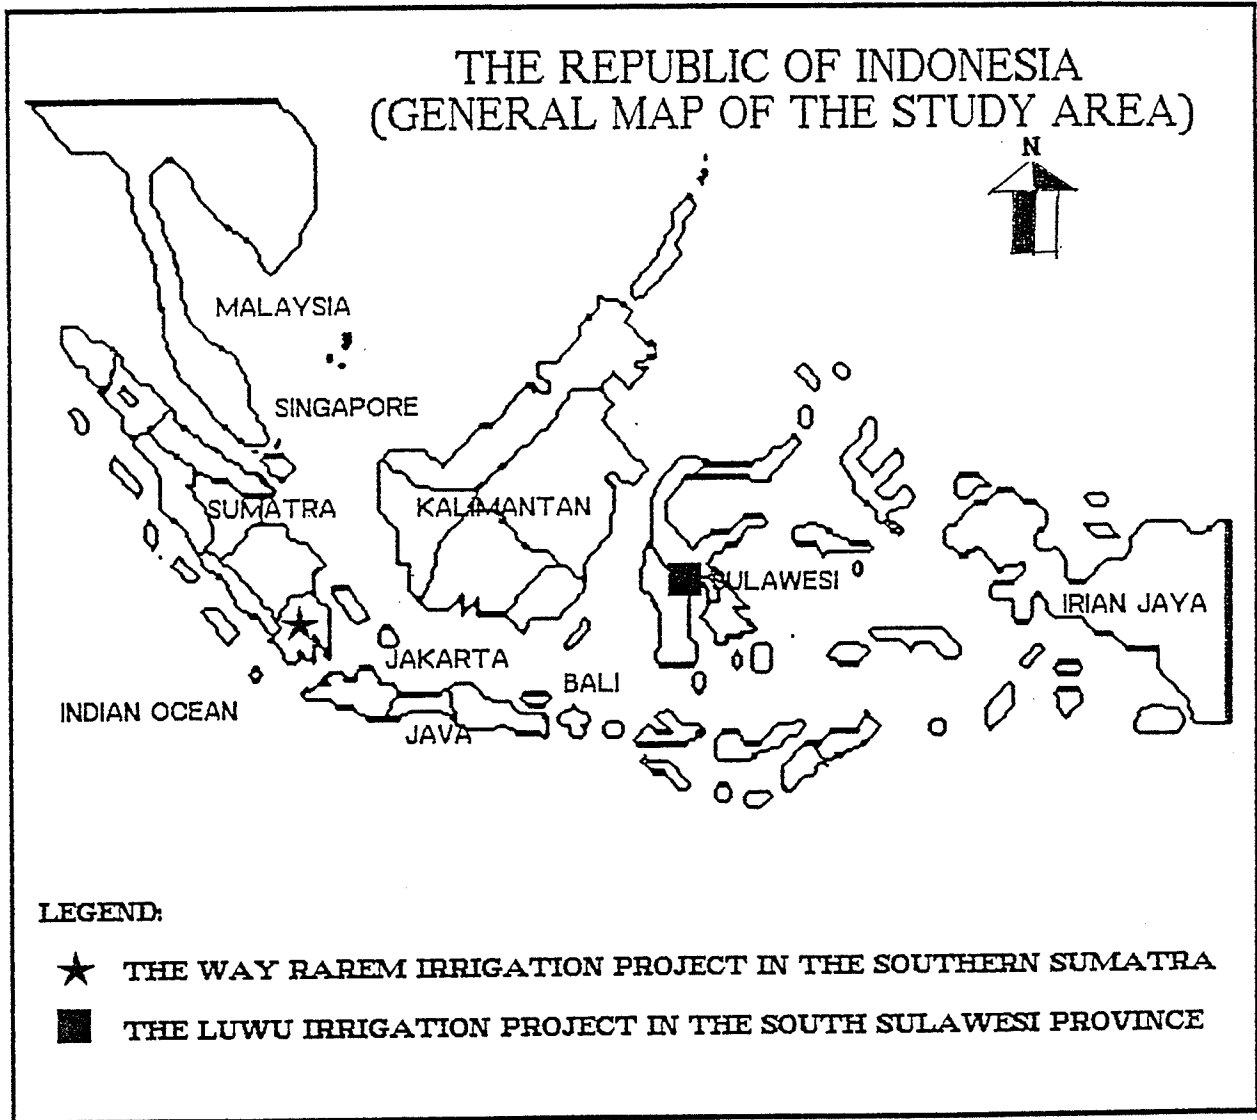 THE REPUBLIC OF INDONESIA
(GENERAL MAP OF THE STUDY AREA)
N
MALAYSIA
SINGAPORE
SUMATRA
KALIMANTAN
SULAWESI
IRIAN JAYA
JAKARTA
BALI
INDIAN OCEAN
JAVA
LEGEND:
THE WAY RAREM IRRIGATION PROJECT IN THE SOUTHERN SUMATRA
THE LUWU IRRIGATION PROJECT IN THE SOUTH SULAWESI PROVINCE